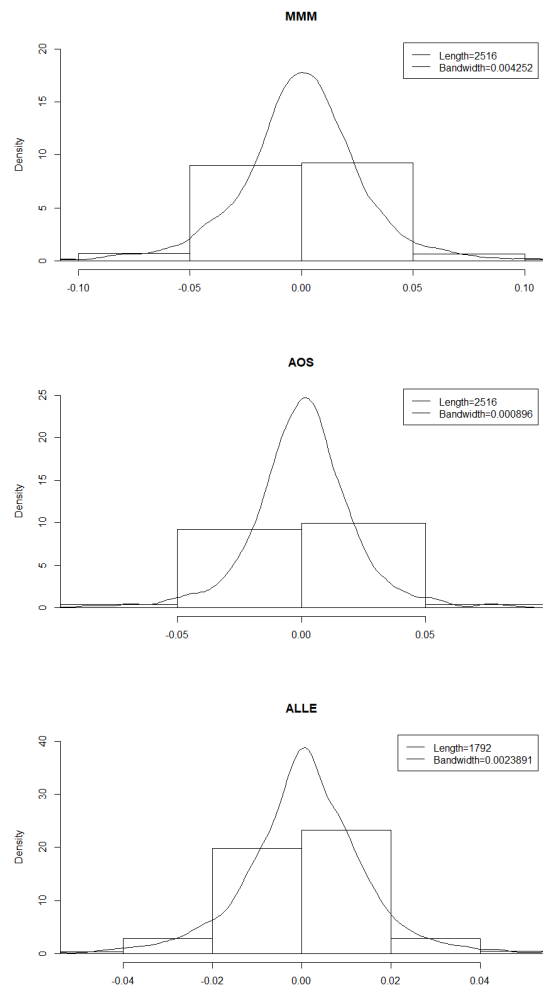 MMM
Length=2516
Bandwidth=0.004252
Density
20
15
10
5
0
-0.10 -0.05 0.00 0.05 0.10
AOS
Length=2516
Bandwidth=0.000896
Density
25
20
15
10
5
0
-0.05 0.00 0.05
ALLE
Length=1792
Bandwidth=0.0023891
Density
40
30
20
10
0
-0.04 -0.02 0.00 0.02 0.04